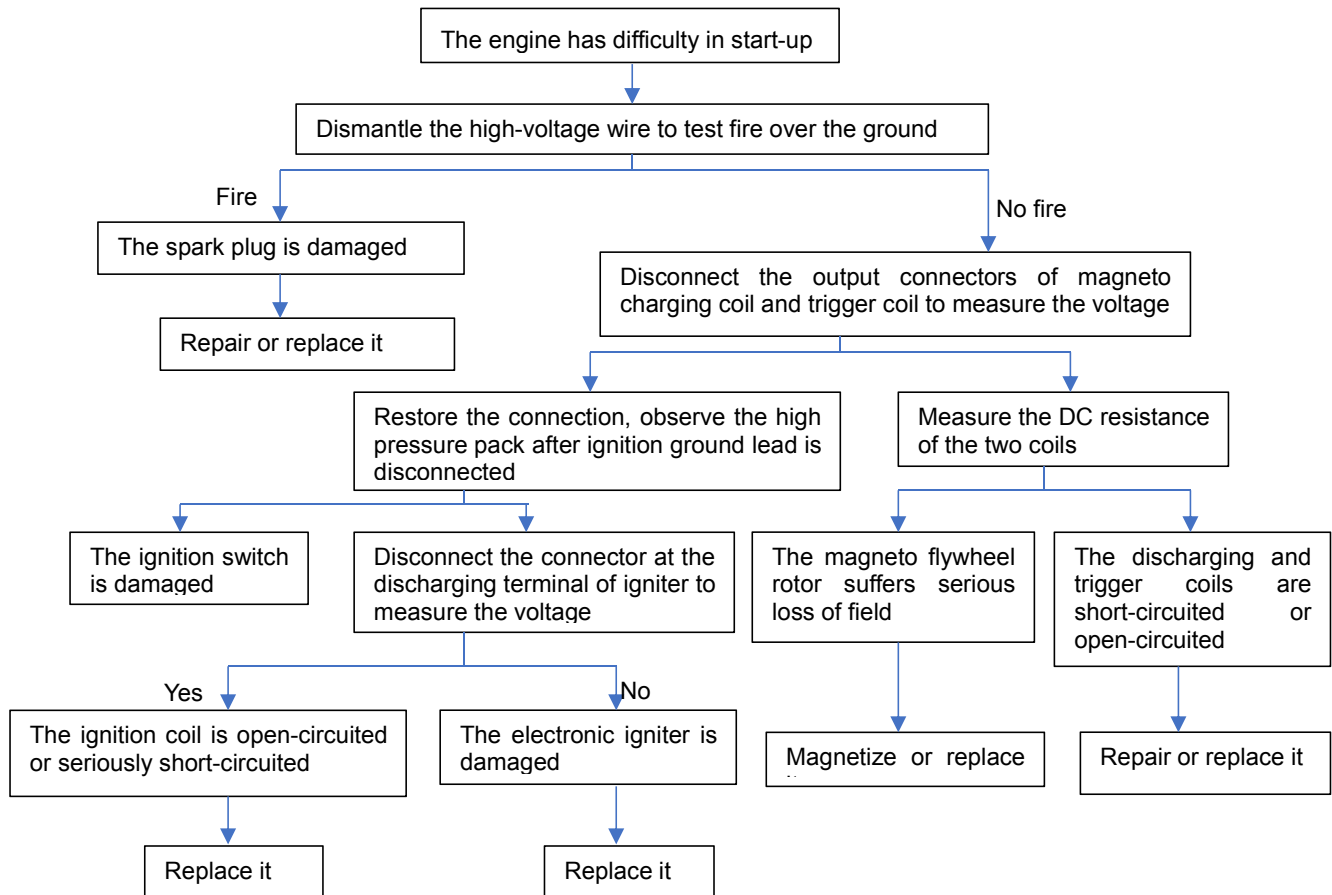 The engine has difficulty in start-up
Dismantle the high-voltage wire to test fire over the ground
Fire
No fire
The spark plug is damaged
Disconnect the output connectors of magneto
charging coil and trigger coil to measure the voltage
Repair or replace it
Restore the connection, observe the high
pressure pack after ignition ground lead is
disconnected
Measure the DC resistance
of the two coils
The ignition switch
is damaged
Disconnect the connector at the
discharging terminal of igniter to
measure the voltage
The magneto flywheel
rotor suffers serious
loss of field
The discharging and
trigger coils are
short-circuited or
open-circuited
Yes
No
The ignition coil is open-circuited
or seriously short-circuited
The electronic igniter is
damaged
Magnetize or replace
Repair or replace it
Replace it
Replace it